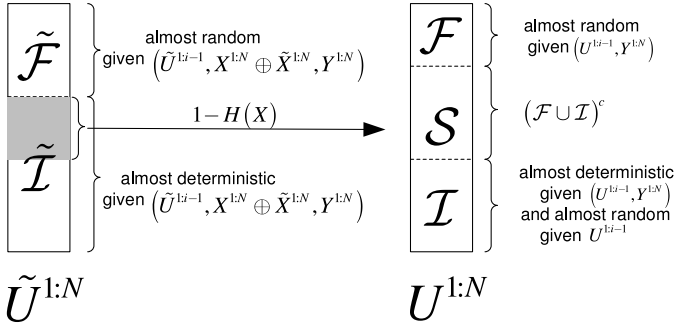 𝓕̃
almost random
given (Ũ^{1:i−1}, X^{1:N} ⊕ X̃^{1:N}, Y^{1:N})
𝓘̃
almost deterministic
given (Ũ^{1:i−1}, X^{1:N} ⊕ X̃^{1:N}, Y^{1:N})
Ũ^{1:N}
1−H(X)
𝓕
almost random
given (U^{1:i−1}, Y^{1:N})
𝓢
(𝓕 ∪ 𝓘)^c
𝓘
almost deterministic
given (U^{1:i−1}, Y^{1:N})
and almost random
given U^{1:i−1}
U^{1:N}